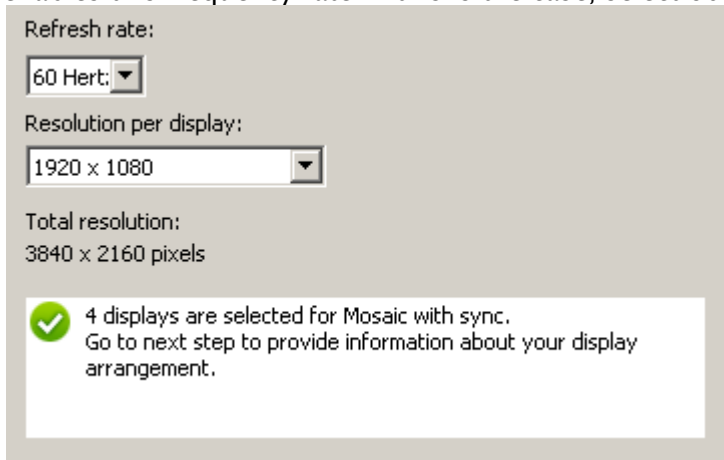 Refresh rate:
60 Hert:
Resolution per display:
1920 x 1080
Total resolution:
3840 x 2160 pixels
4 displays are selected for Mosaic with sync.
Go to next step to provide information about your display
arrangement.